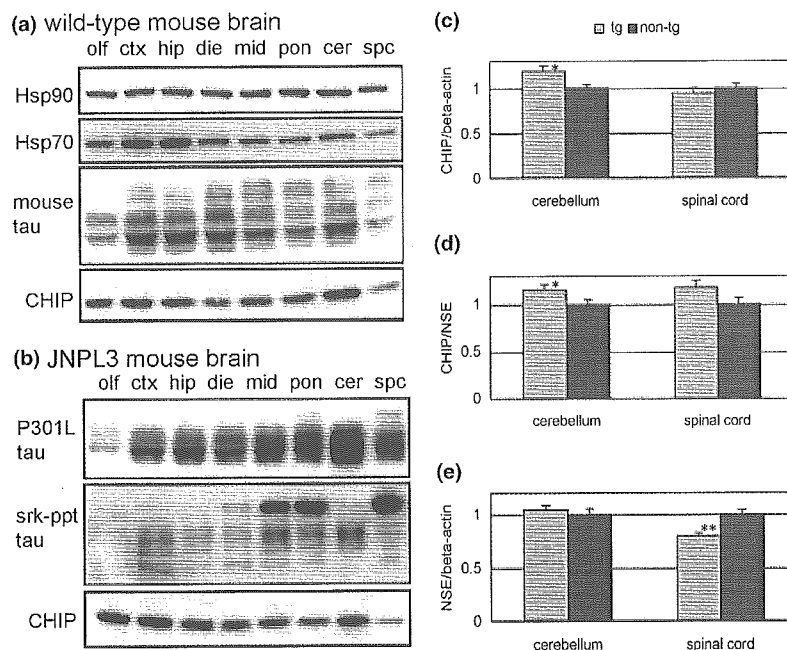 (a) wild-type mouse brain
olf ctx hip die mid pon cer spc
Hsp90
Hsp70
mouse
tau
CHIP
(b) JNPL3 mouse brain
olf ctx hip die mid pon cer spc
P301L
tau
srk-ppt
tau
CHIP
(c)
tg non-tg
CHIP/beta-actin
1
0.5
0
*
cerebellum spinal cord
(d)
CHIP/NSE
1
0.5
0
*
cerebellum spinal cord
(e)
NSE/beta-actin
1
0.5
0
**
cerebellum spinal cord